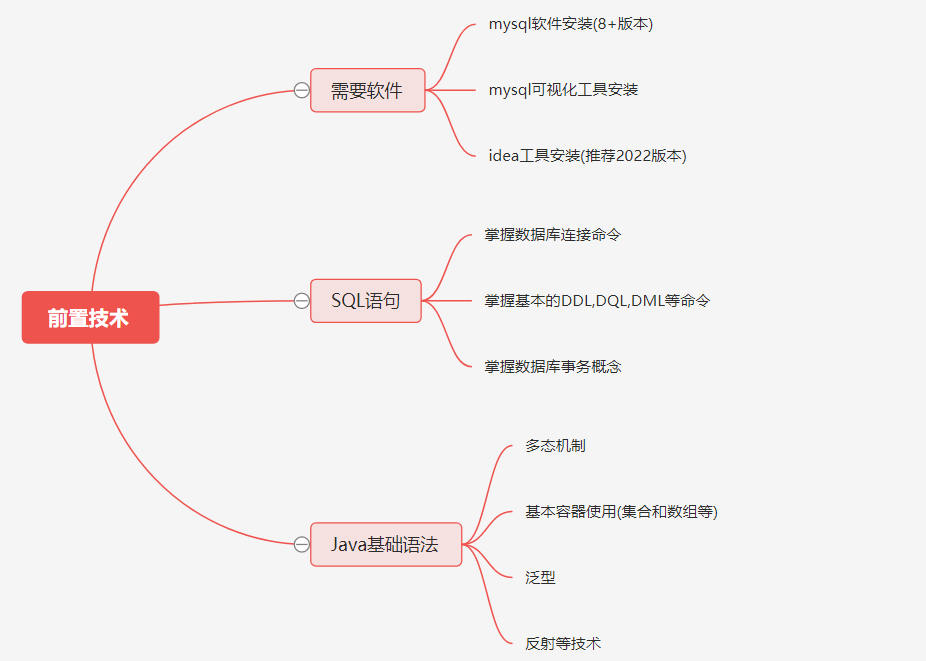 前置技术
需要软件
mysql软件安装(8+版本)
mysql可视化工具安装
idea工具安装(推荐2022版本)
SQL语句
掌握数据库连接命令
掌握基本的DDL,DQL,DML等命令
掌握数据库事务概念
Java基础语法
多态机制
基本容器使用(集合和数组等)
泛型
反射等技术